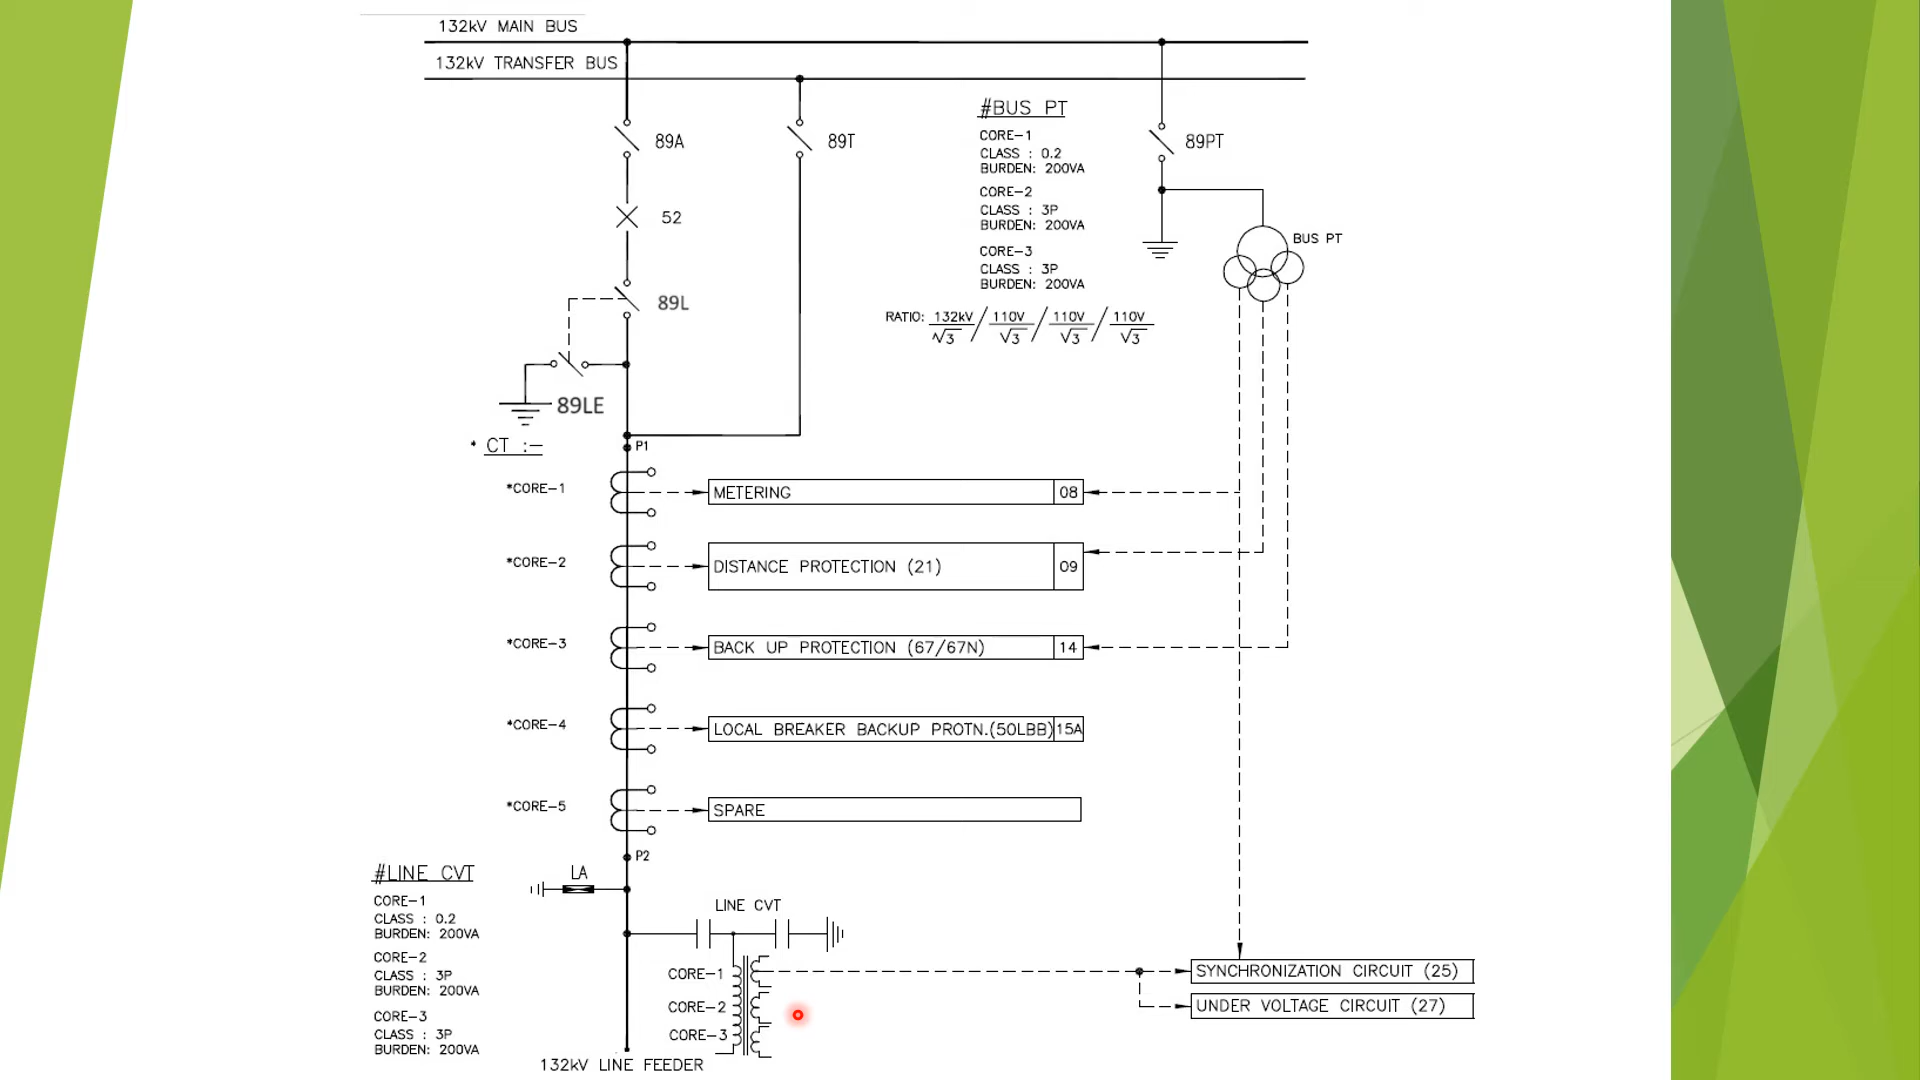 132kV MAIN BUS
132kV TRANSFER BUS
89A
89T
#BUS PT
CORE-1
CLASS : 0.2
BURDEN: 200VA
CORE-2
CLASS : 3P
BURDEN: 200VA
CORE-3
CLASS : 3P
BURDEN: 200VA
RATIO: 132kV/√3 / 110V/√3 / 110V/√3 / 110V/√3
89PT
BUS PT
52
89L
89LE
* CT :-
P1
*CORE-1
METERING 08
*CORE-2
DISTANCE PROTECTION (21) 09
*CORE-3
BACK UP PROTECTION (67/67N) 14
*CORE-4
LOCAL BREAKER BACKUP PROTN.(50LBB) 15A
*CORE-5
SPARE
P2
LA
#LINE CVT
CORE-1
CLASS : 0.2
BURDEN: 200VA
CORE-2
CLASS : 3P
BURDEN: 200VA
CORE-3
CLASS : 3P
BURDEN: 200VA
LINE CVT
CORE-1
CORE-2
CORE-3
SYNCHRONIZATION CIRCUIT (25)
UNDER VOLTAGE CIRCUIT (27)
132kV LINE FEEDER